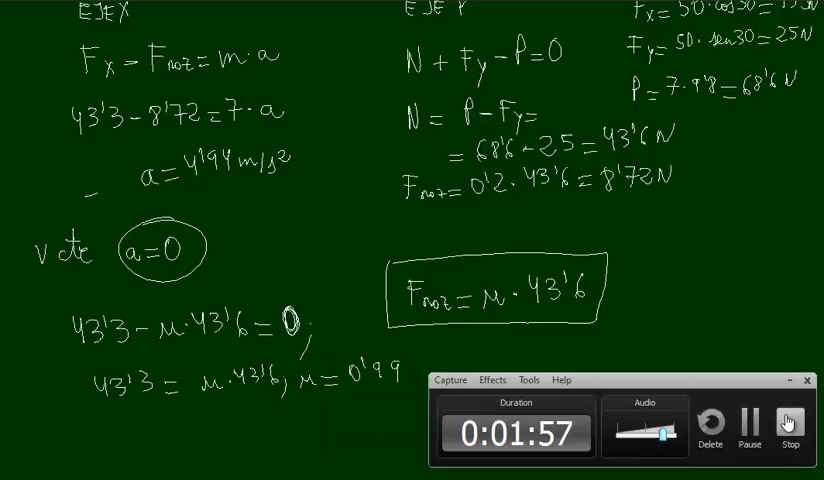 EJE X
Fx - Froz = m · a
43'3 - 8'72 = 7 · a
a = 4'94 m/s²
v cte a=0
43'3 - μ · 43'6 = 0;
43'3 = μ · 43'6; μ = 0'99
EJE Y
N + Fy - P = 0
N = P - Fy =
= 68'6 - 25 = 43'6 N
Froz = 0'2 · 43'6 = 8'72 N
Froz = μ · 43'6
Fx = 50 · cos30 =
Fy = 50 · sen30 = 25N
P = 7 · 9'8 = 68'6 N
Capture Effects Tools Help
Duration
0:01:57
Audio
Delete
Pause
Stop